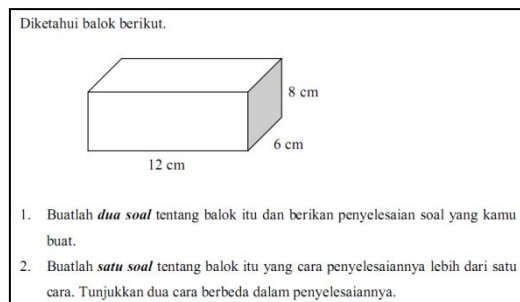 Diketahui balok berikut.
8 cm
6 cm
12 cm
1. Buatlah dua soal tentang balok itu dan berikan penyelesaian soal yang kamu
buat.
2. Buatlah satu soal tentang balok itu yang cara penyelesaiannya lebih dari satu
cara. Tunjukkan dua cara berbeda dalam penyelesaiannya.